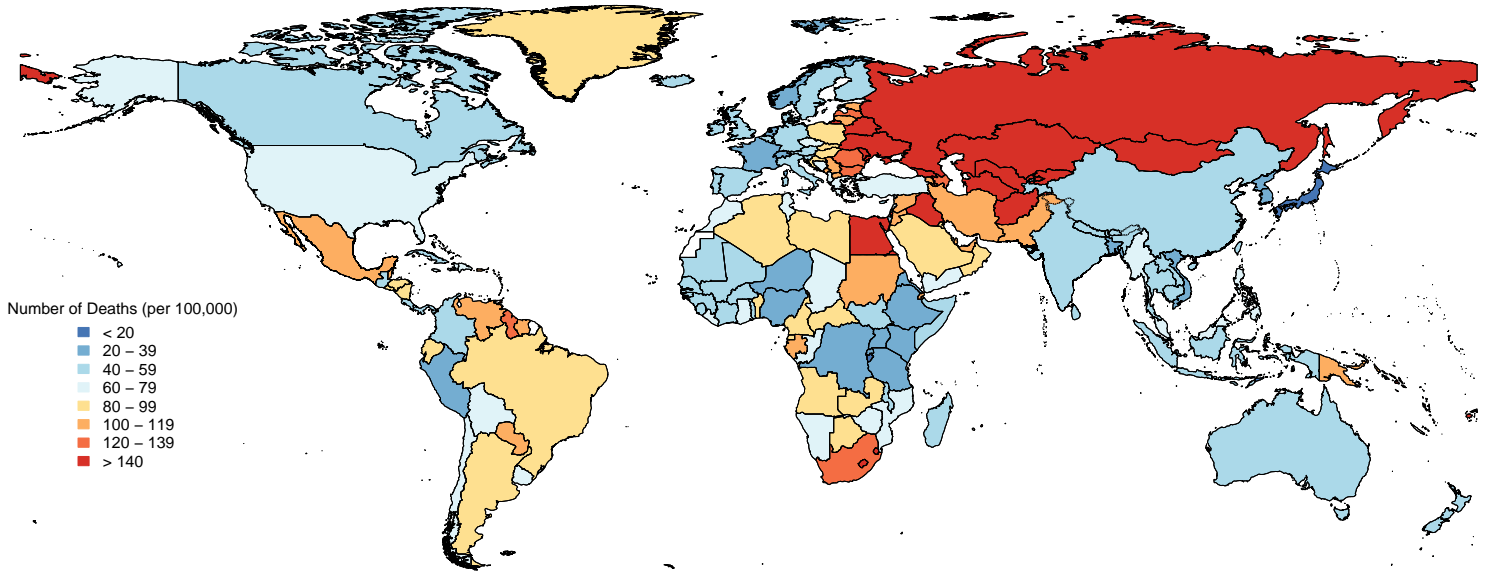 Number of Deaths (per 100,000)
< 20
20 – 39
40 – 59
60 – 79
80 – 99
100 – 119
120 – 139
> 140